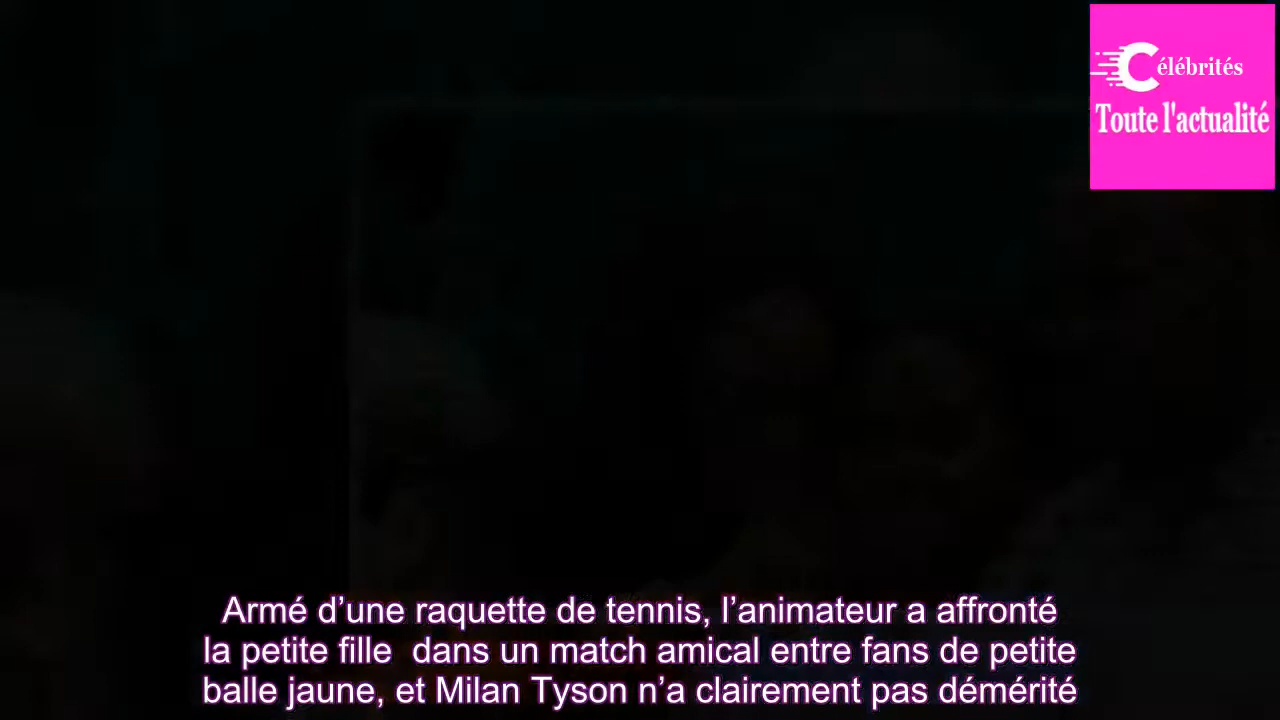 Célébrités
Toute l'actualité
Armé d’une raquette de tennis, l’animateur a affronté
la petite fille  dans un match amical entre fans de petite
balle jaune, et Milan Tyson n’a clairement pas démérité